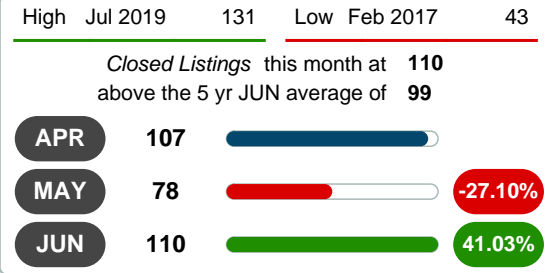 High Jul 2019 131 Low Feb 2017 43
Closed Listings this month at 110
above the 5 yr JUN average of 99
APR 107
MAY 78 -27.10%
JUN 110 41.03%